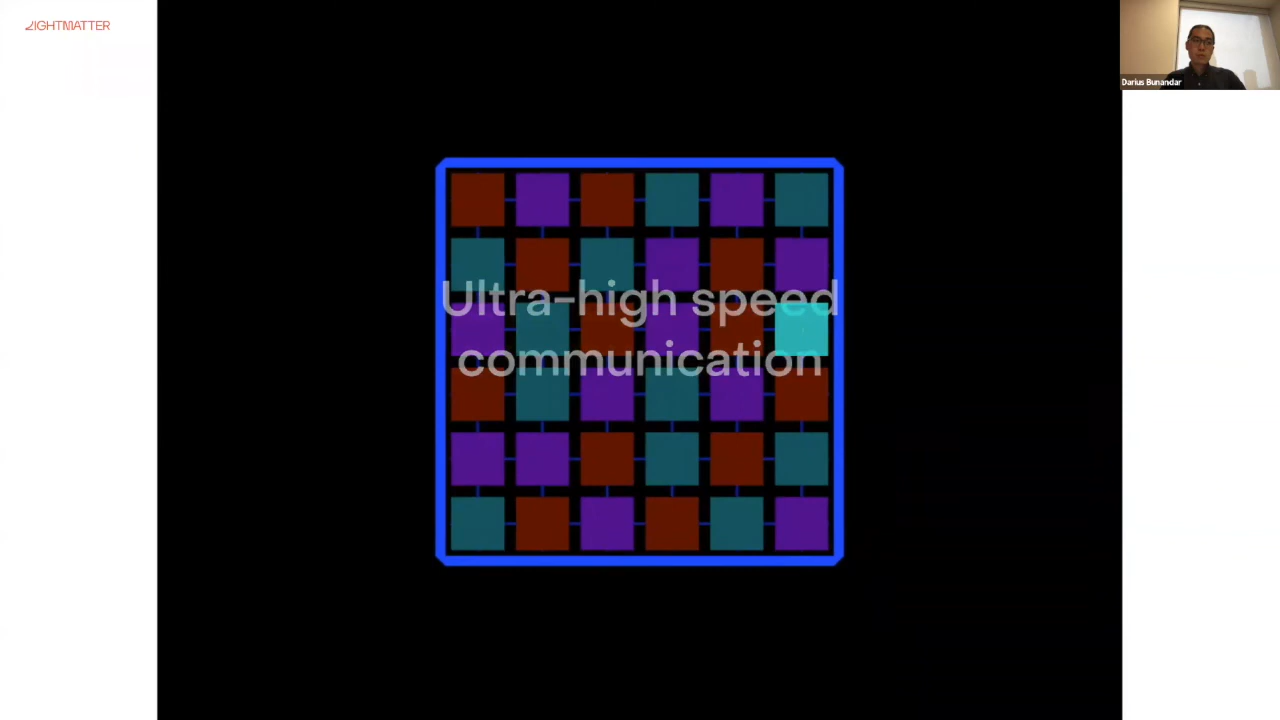 LIGHTMATTER
Darius Bunandar
Ultra-high speed
communication